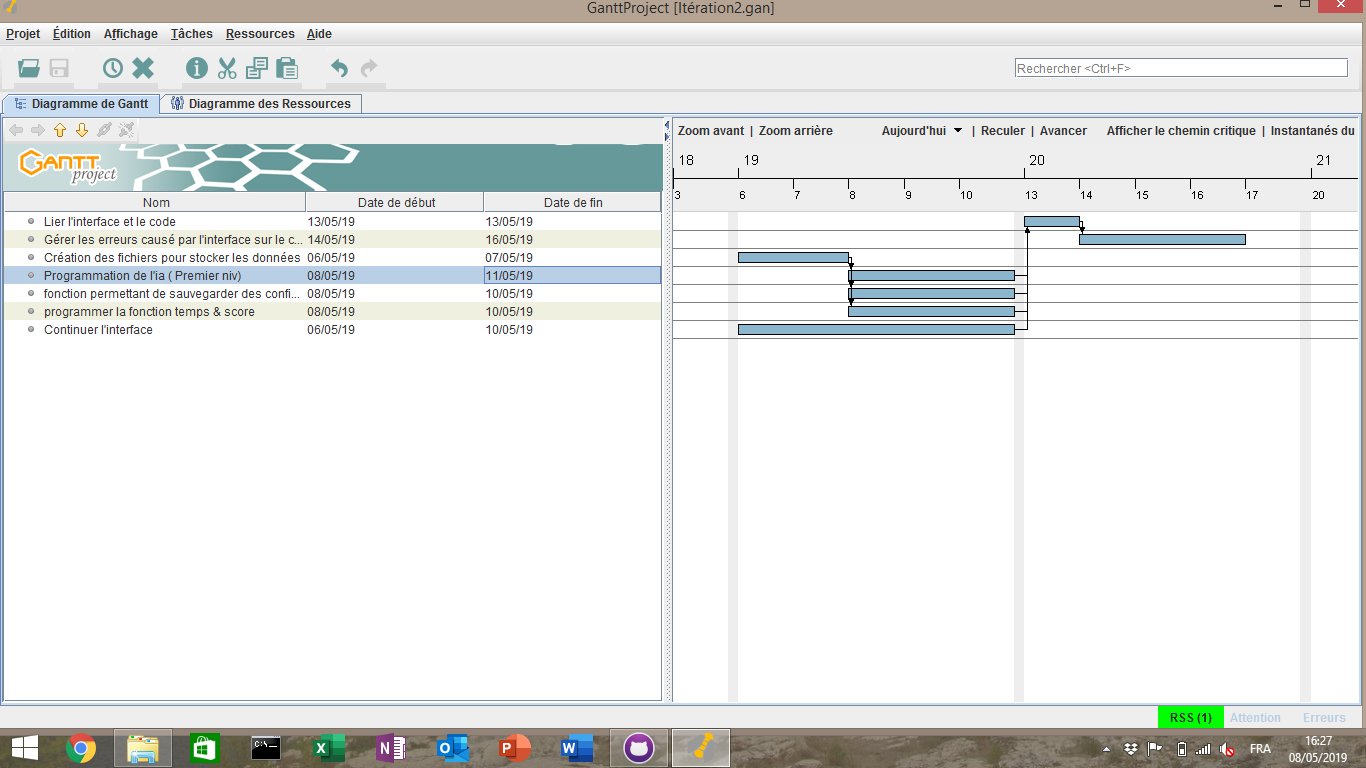 GanttProject [Itération2.gan]
Projet Édition Affichage Tâches Ressources Aide
Rechercher <Ctrl+F>
Diagramme de Gantt Diagramme des Ressources
Zoom avant | Zoom arrière Aujourd'hui | Reculer | Avancer Afficher le chemin critique | Instantanés du
GANTT project
18 19 20 21
3 6 7 8 9 10 13 14 15 16 17 20
Nom Date de début Date de fin
Lier l'interface et le code 13/05/19 13/05/19
Gérer les erreurs causé par l'interface sur le c... 14/05/19 16/05/19
Création des fichiers pour stocker les données 06/05/19 07/05/19
Programmation de l'ia ( Premier niv) 08/05/19 11/05/19
fonction permettant de sauvegarder des confi... 08/05/19 10/05/19
programmer la fonction temps & score 08/05/19 10/05/19
Continuer l'interface 06/05/19 10/05/19
RSS (1) Attention Erreurs
FRA 16:27
08/05/2019